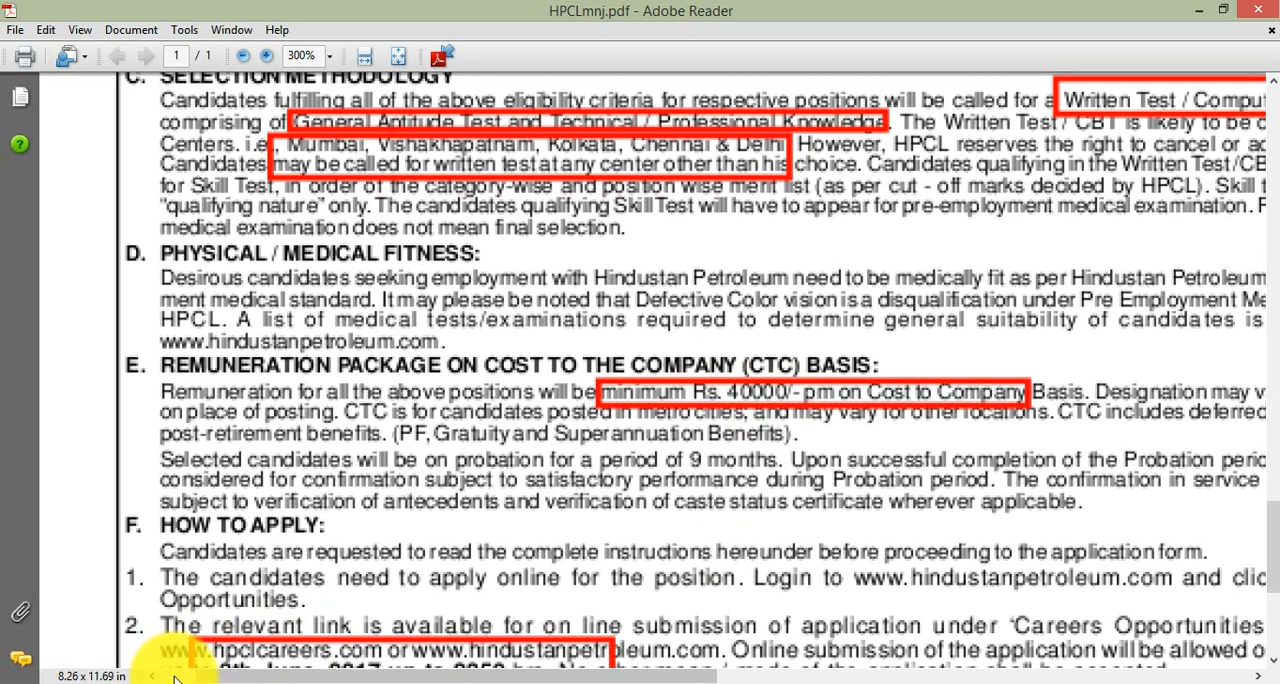 HPCLmnj.pdf - Adobe Reader
File Edit View Document Tools Window Help
1 / 1 300%
C. SELECTION METHODOLOGY
Candidates fulfilling all of the above eligibility criteria for respective positions will be called for a Written Test / Comput
comprising of General Aptitude Test and Technical / Professional Knowledge. The Written Test / CBT is likely to be c
Centers. i.e., Mumbai, Vishakhapatnam, Kolkata, Chennai & Delhi However, HPCL reserves the right to cancel or ad
Candidates may be called for written test at any center other than his choice. Candidates qualifying in the Written Test /CB
for Skill Test, in order of the category-wise and position wise merit list (as per cut - off marks decided by HPCL). Skill t
“qualifying nature” only. The candidates qualifying Skill Test will have to appear for pre-employment medical examination. F
medical examination does not mean final selection.
D. PHYSICAL / MEDICAL FITNESS:
Desirous candidates seeking employment with Hindustan Petroleum need to be medically fit as per Hindustan Petroleum
ment medical standard. It may please be noted that Defective Color vision is a disqualification under Pre Employment Me
HPCL. A list of medical tests/examinations required to determine general suitability of candidates is
www.hindustanpetroleum.com.
E. REMUNERATION PACKAGE ON COST TO THE COMPANY (CTC) BASIS:
Remuneration for all the above positions will be minimum Rs. 40000/- pm on Cost to Company Basis. Designation may v
on place of posting. CTC is for candidates posted in metro cities, and may vary for other locations. CTC includes deferred
post-retirement benefits. (PF, Gratuity and Superannuation Benefits).
Selected candidates will be on probation for a period of 9 months. Upon successful completion of the Probation peric
considered for confirmation subject to satisfactory performance during Probation period. The confirmation in service
subject to verification of antecedents and verification of caste status certificate wherever applicable.
F. HOW TO APPLY:
Candidates are requested to read the complete instructions hereunder before proceeding to the application form.
1. The candidates need to apply online for the position. Login to www.hindustanpetroleum.com and clic
Opportunities.
2. The relevant link is available for on line submission of application under ‘Careers Opportunities
www.hpclcareers.com or www.hindustanpetroleum.com. Online submission of the application will be allowed o
8.26 x 11.69 in